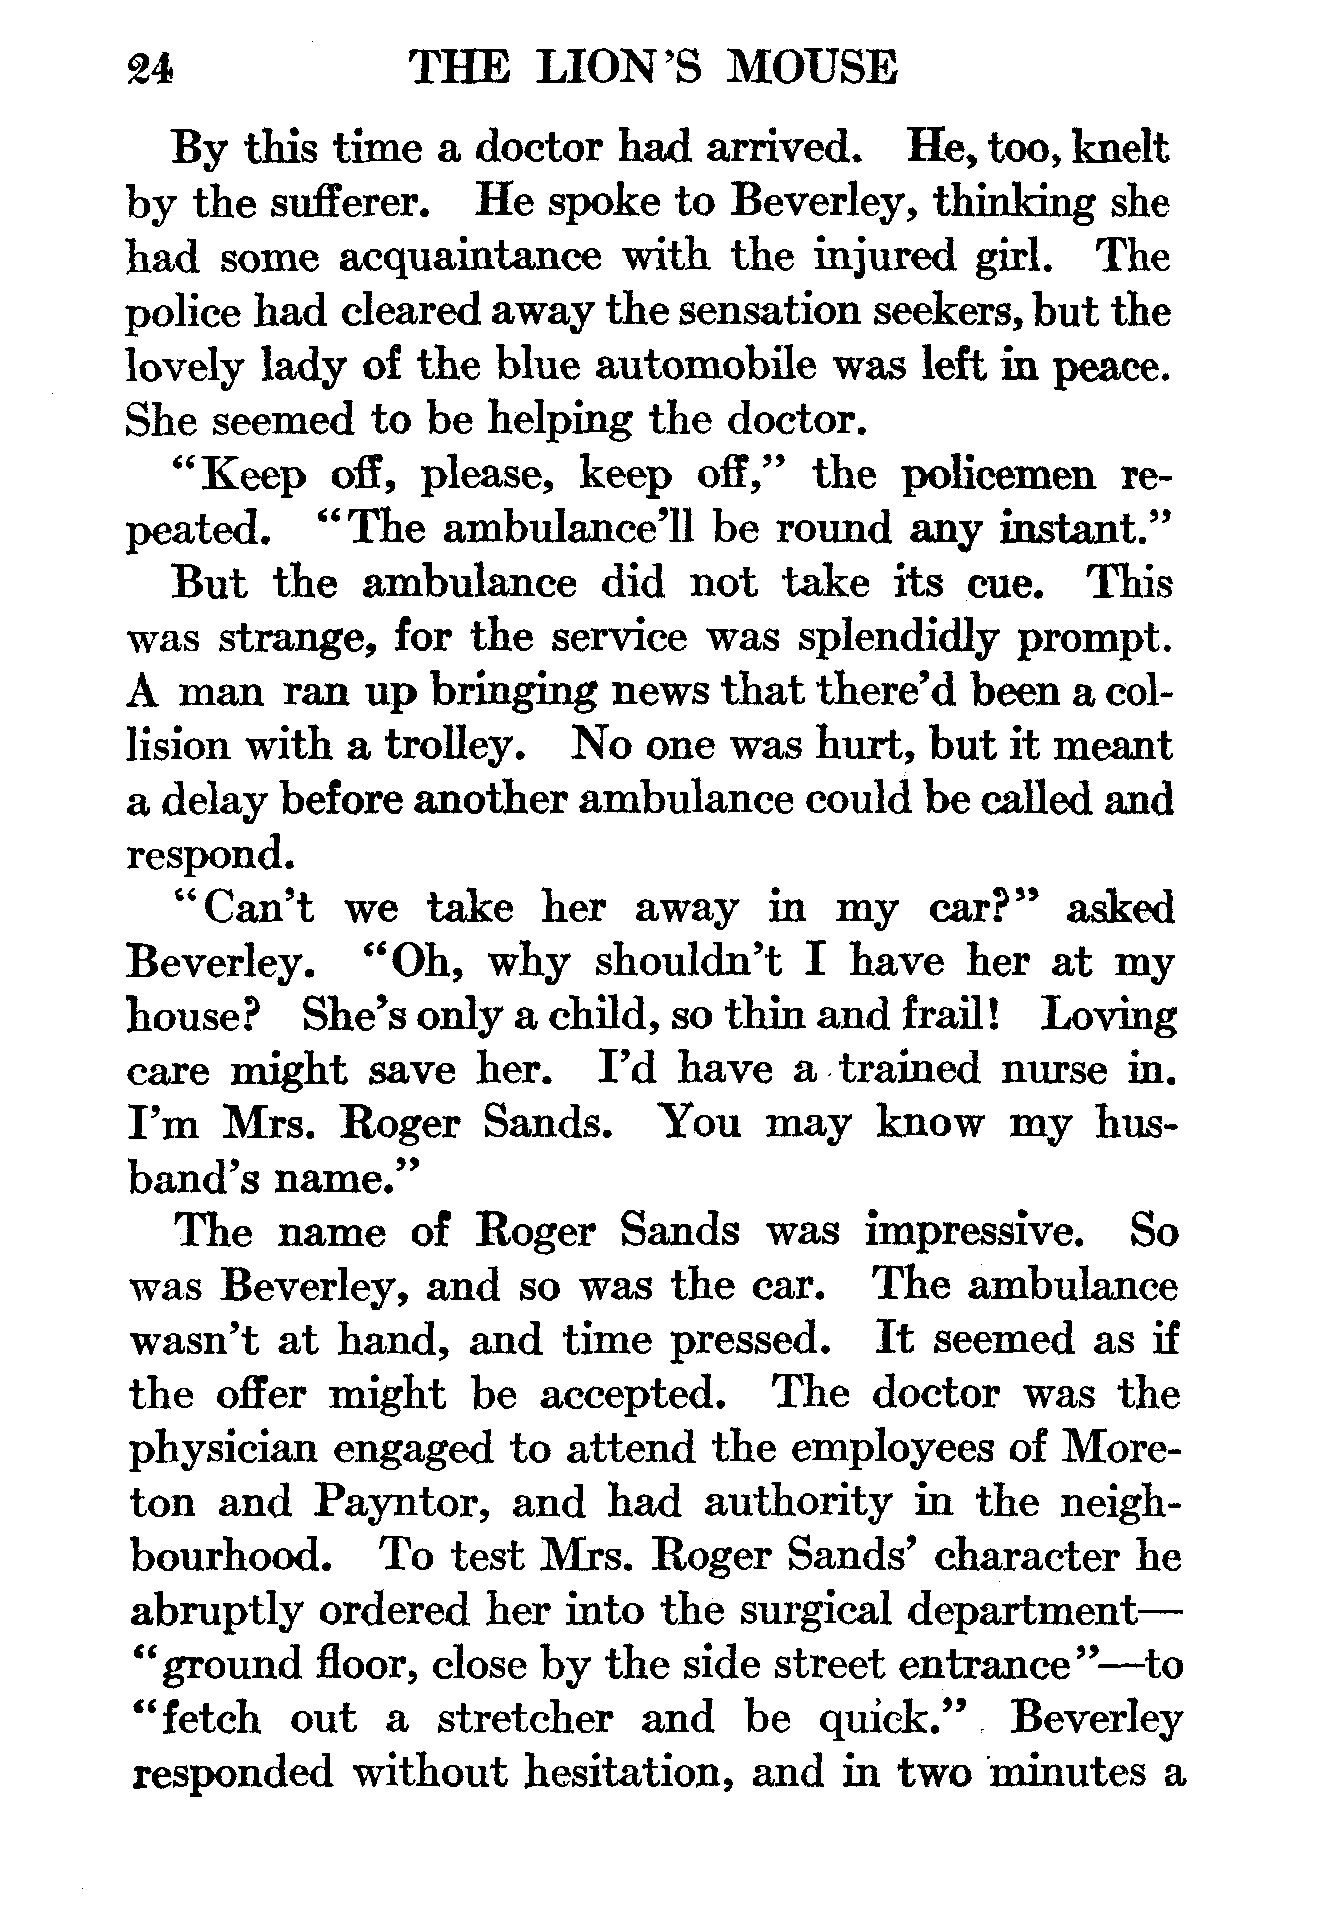 24 THE LION'S MOUSE
By this time a doctor had arrived. He, too, knelt
by the sufferer. He spoke to Beverley, thinking she
had some acquaintance with the injured girl. The
police had cleared away the sensation seekers, but the
lovely lady of the blue automobile was left in peace.
She seemed to be helping the doctor.
"Keep off, please, keep off," the policemen re-
peated. "The ambulance'll be round any instant."
But the ambulance did not take its cue. This
was strange, for the service was splendidly prompt.
A man ran up bringing news that there'd been a col-
lision with a trolley. No one was hurt, but it meant
a delay before another ambulance could be called and
respond.
"Can't we take her away in my car?" asked
Beverley. "Oh, why shouldn't I have her at my
house? She's only a child, so thin and frail! Loving
care might save her. I'd have a trained nurse in.
I'm Mrs. Roger Sands. You may know my hus-
band's name."
The name of Roger Sands was impressive. So
was Beverley, and so was the car. The ambulance
wasn't at hand, and time pressed. It seemed as if
the offer might be accepted. The doctor was the
physician engaged to attend the employees of More-
ton and Payntor, and had authority in the neigh-
bourhood. To test Mrs. Roger Sands' character he
abruptly ordered her into the surgical department—
"ground floor, close by the side street entrance"—to
"fetch out a stretcher and be quick." Beverley
responded without hesitation, and in two minutes a